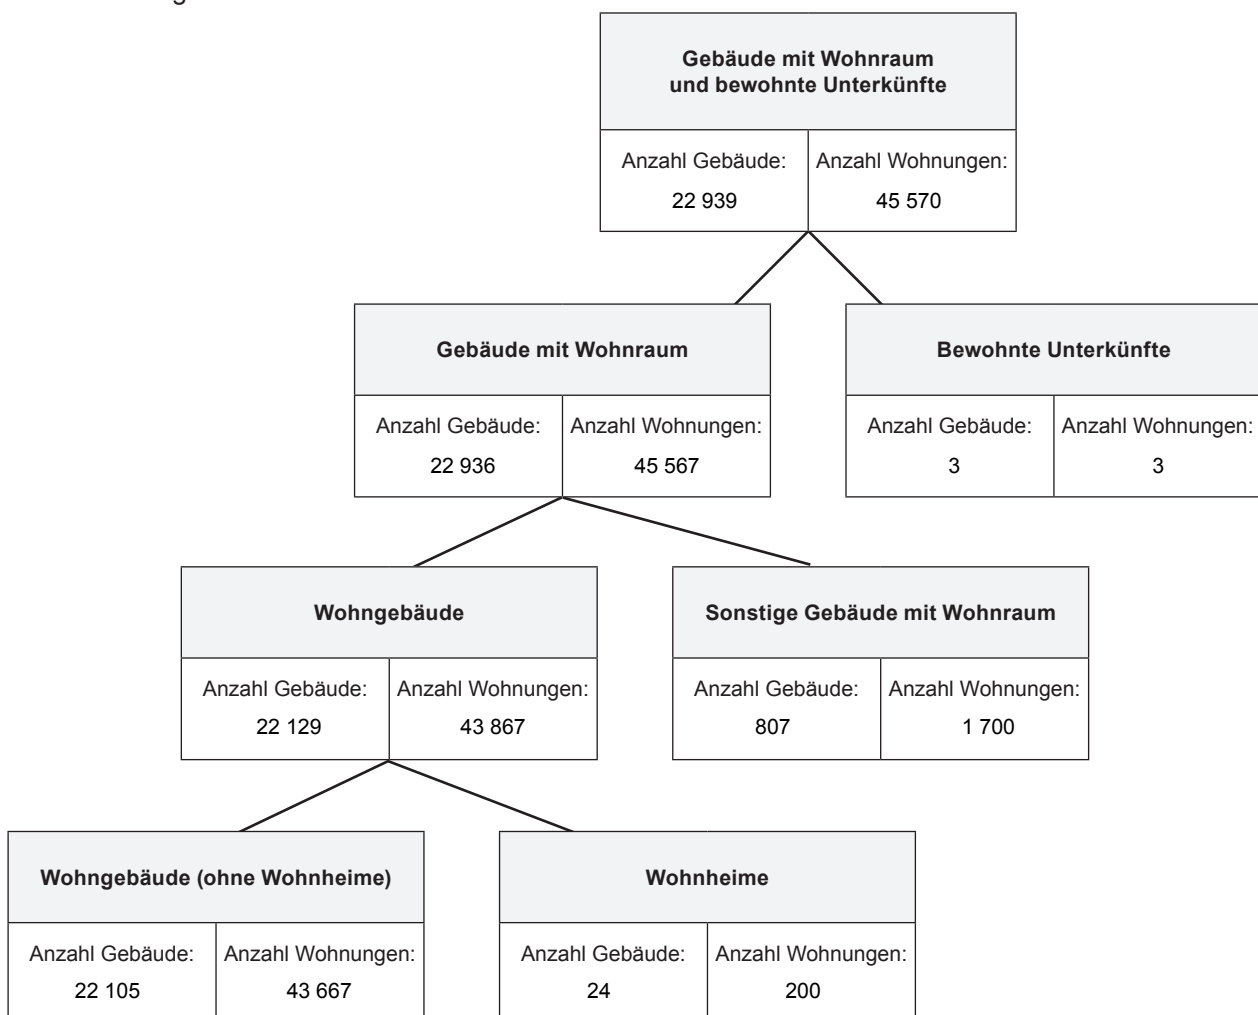 Gebäude mit Wohnraum
und bewohnte Unterkünfte
Anzahl Gebäude: Anzahl Wohnungen:
22 939 45 570
Gebäude mit Wohnraum Bewohnte Unterkünfte
Anzahl Gebäude: Anzahl Wohnungen: Anzahl Gebäude: Anzahl Wohnungen:
22 936 45 567 3 3
Wohngebäude Sonstige Gebäude mit Wohnraum
Anzahl Gebäude: Anzahl Wohnungen: Anzahl Gebäude: Anzahl Wohnungen:
22 129 43 867 807 1 700
Wohngebäude (ohne Wohnheime) Wohnheime
Anzahl Gebäude: Anzahl Wohnungen: Anzahl Gebäude: Anzahl Wohnungen:
22 105 43 667 24 200